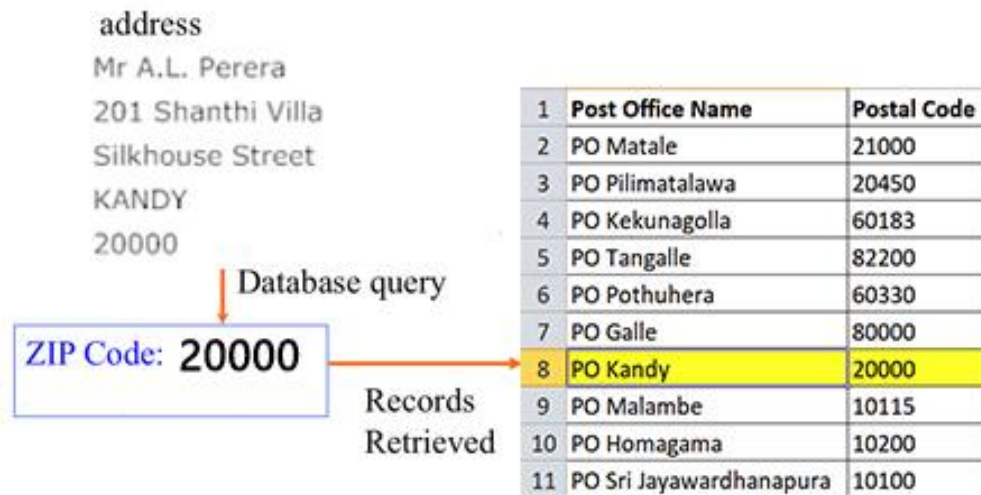 address
Mr A.L. Perera
201 Shanthi Villa
Silkhouse Street
KANDY
20000
Database query
ZIP Code: 20000
Records
Retrieved
1 Post Office Name Postal Code
2 PO Matale 21000
3 PO Pilimatalawa 20450
4 PO Kekunagolla 60183
5 PO Tangalle 82200
6 PO Pothuhera 60330
7 PO Galle 80000
8 PO Kandy 20000
9 PO Malambe 10115
10 PO Homagama 10200
11 PO Sri Jayawardhanapura 10100